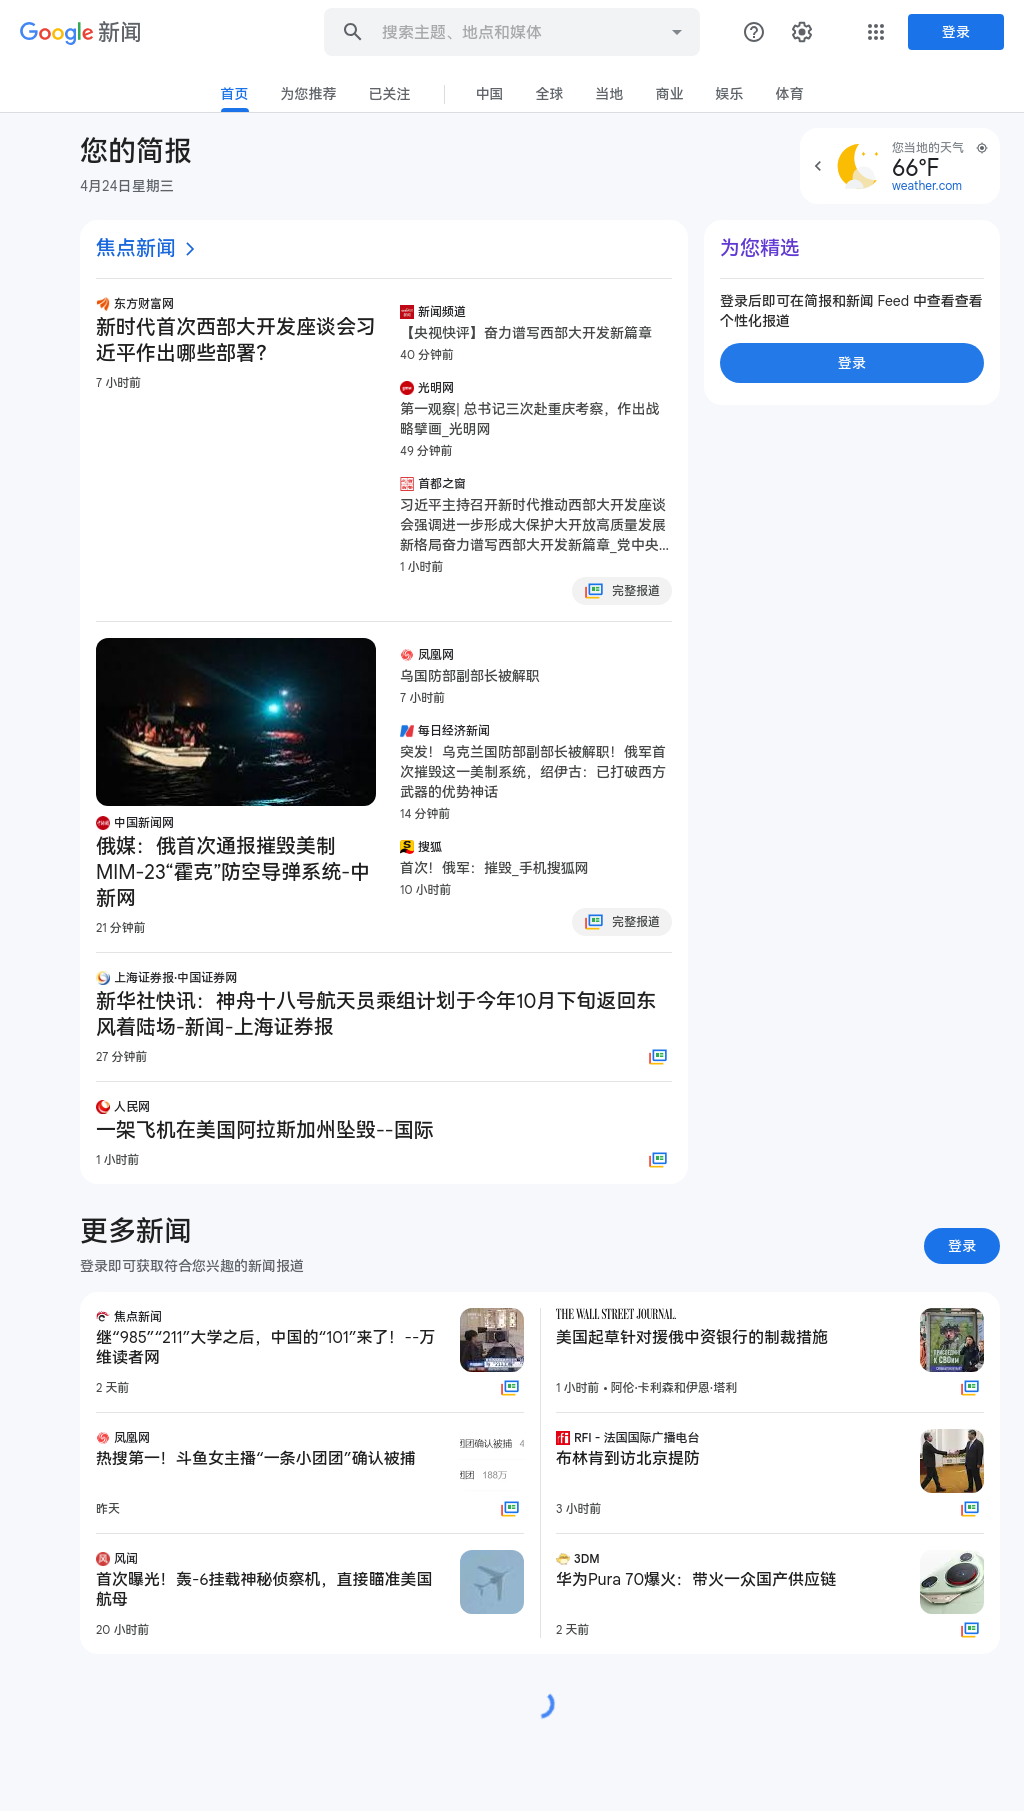 Google 新闻
搜索主题、地点和媒体
登录
首页
为您推荐
已关注
中国
全球
当地
商业
娱乐
体育
您的简报
4月24日星期三
您当地的天气
66°F
weather.com
焦点新闻
东方财富网
新时代首次西部大开发座谈会习
近平作出哪些部署?
7 小时前
新闻频道
【央视快评】奋力谱写西部大开发新篇章
40 分钟前
光明网
第一观察| 总书记三次赴重庆考察，作出战
略擘画_光明网
49 分钟前
首都之窗
习近平主持召开新时代推动西部大开发座谈
会强调进一步形成大保护大开放高质量发展
新格局奋力谱写西部大开发新篇章_党中央...
1 小时前
完整报道
为您精选
登录后即可在简报和新闻 Feed 中查看查看
个性化报道
登录
中国新闻网
俄媒：俄首次通报摧毁美制
MIM-23“霍克”防空导弹系统-中
新网
21 分钟前
凤凰网
乌国防部副部长被解职
7 小时前
每日经济新闻
突发！乌克兰国防部副部长被解职！俄军首
次摧毁这一美制系统，绍伊古：已打破西方
武器的优势神话
14 分钟前
搜狐
首次！俄军：摧毁_手机搜狐网
10 小时前
完整报道
上海证券报·中国证券网
新华社快讯：神舟十八号航天员乘组计划于今年10月下旬返回东
风着陆场-新闻-上海证券报
27 分钟前
人民网
一架飞机在美国阿拉斯加州坠毁--国际
1 小时前
更多新闻
登录即可获取符合您兴趣的新闻报道
登录
焦点新闻
继“985”“211”大学之后，中国的“101”来了！--万
维读者网
2 天前
THE WALL STREET JOURNAL.
美国起草针对援俄中资银行的制裁措施
1 小时前 • 阿伦·卡利森和伊恩·塔利
凤凰网
热搜第一！斗鱼女主播“一条小团团”确认被捕
昨天
团确认被捕 4
团 188万
RFI - 法国国际广播电台
布林肯到访北京提防
3 小时前
风闻
首次曝光！轰-6挂载神秘侦察机，直接瞄准美国
航母
20 小时前
3DM
华为Pura 70爆火：带火一众国产供应链
2 天前